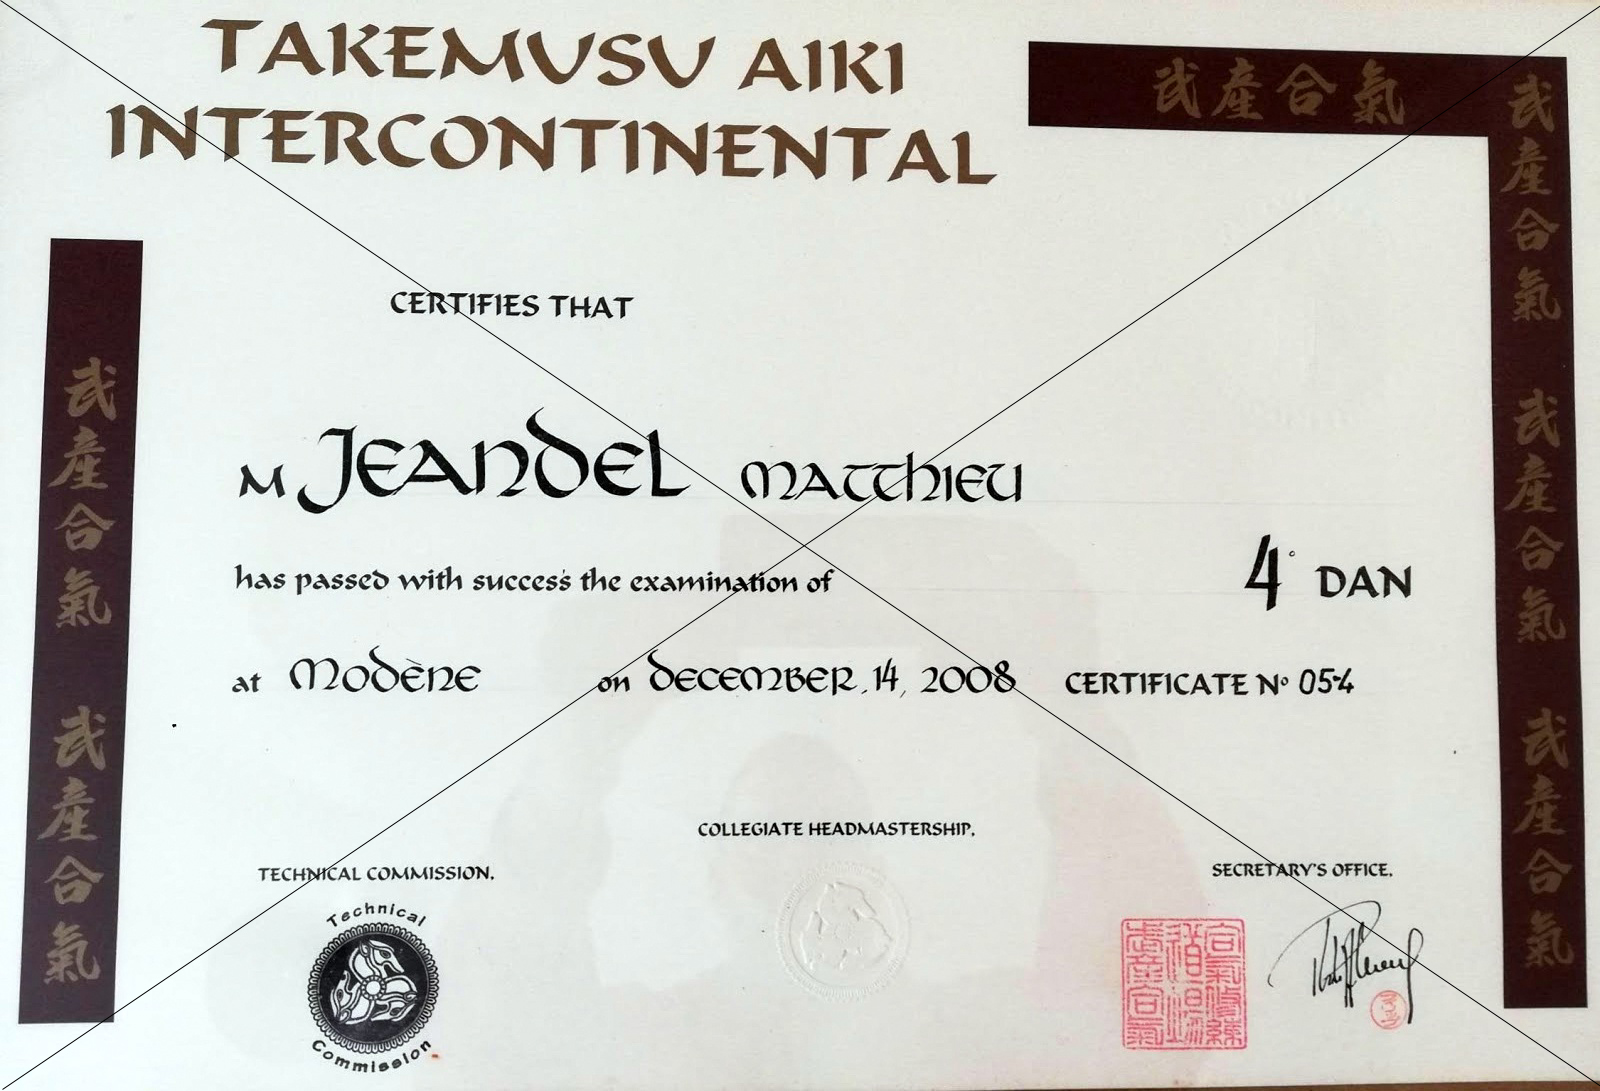 TAKEMUSU AIKI
INTERCONTINENTAL
武産合氣
武産合氣
武産合氣
武産合氣
武産合氣
武産合氣
CERTIFIES THAT
M JEANDEL MATTHIEU
has passed with success the examination of 4° DAN
at MODÈNE on DECEMBER, 14, 2008 CERTIFICATE N° 054
COLLEGIATE HEADMASTERSHIP.
TECHNICAL COMMISSION.
SECRETARY'S OFFICE.
Technical
Commission